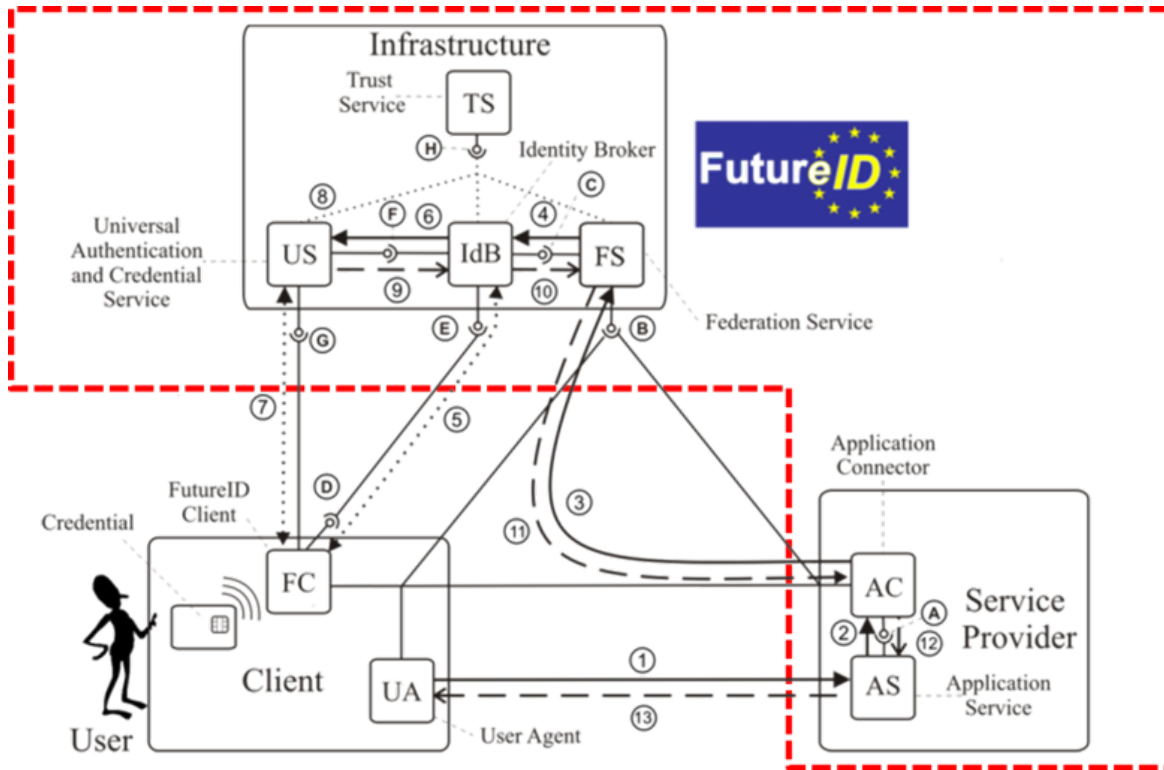 Infrastructure
Trust
Service
TS
H
Identity Broker
C
FutureID
8
F
6
4
Universal
Authentication
and Credential
Service
US
IdB
FS
9
10
Federation Service
G
E
B
7
5
Application
Connector
D
3
FutureID
Client
11
Credential
FC
AC
A
2
12
Service
Provider
1
Client
UA
AS
Application
Service
13
User Agent
User